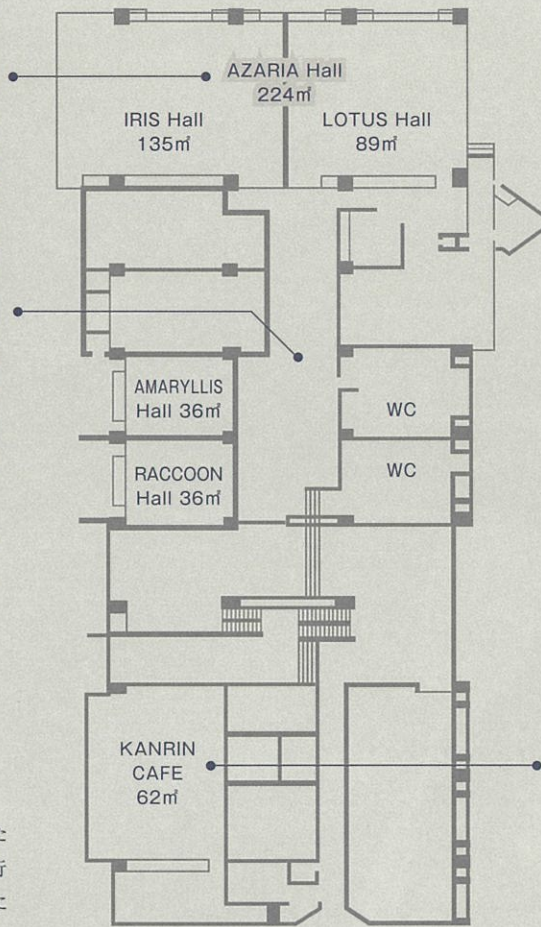 AZARIA Hall
224㎡
IRIS Hall
135㎡
LOTUS Hall
89㎡
AMARYLLIS
Hall 36㎡
WC
RACCOON
Hall 36㎡
WC
KANRIN
CAFE
62㎡